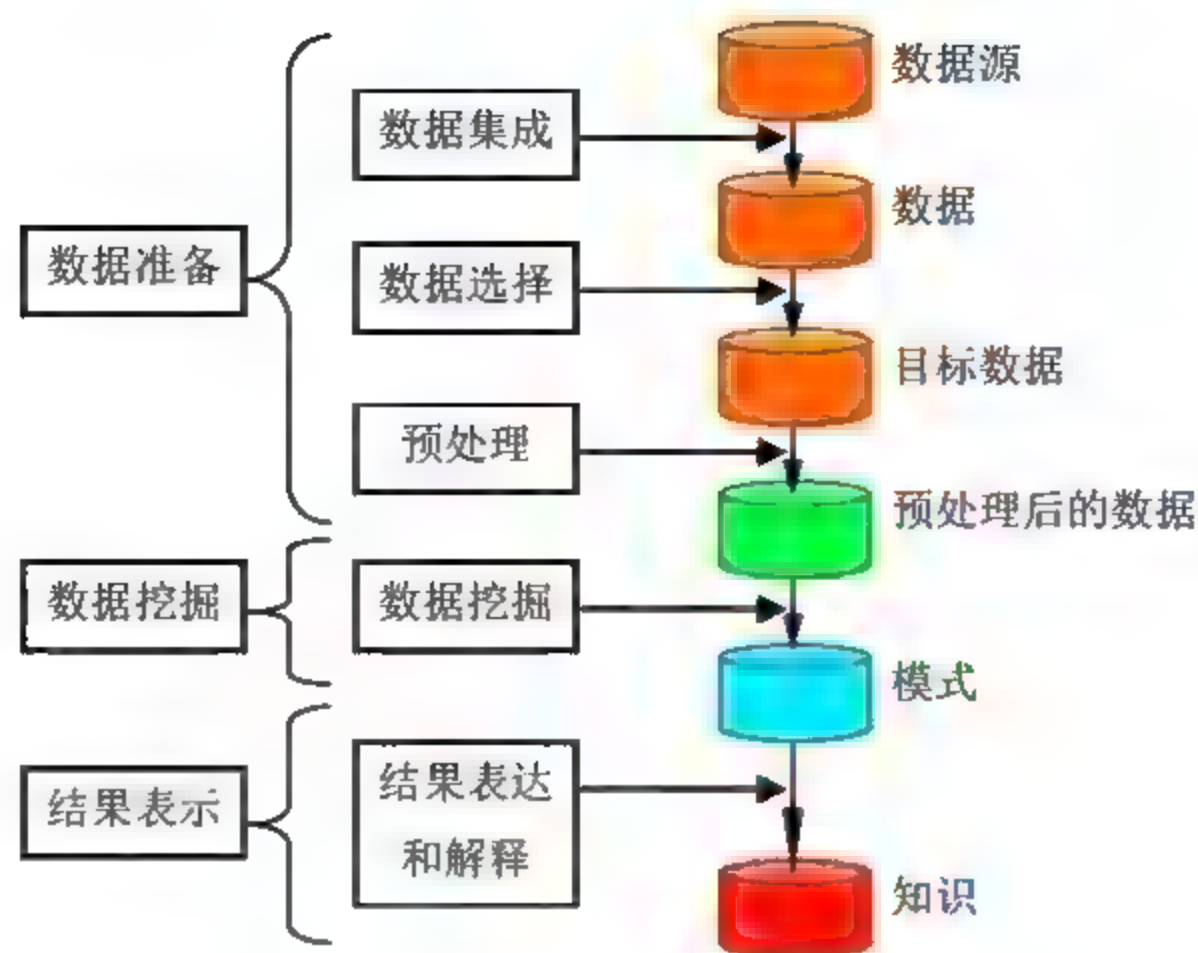 数据源
数据集成
数据
数据准备
数据选择
目标数据
预处理
预处理后的数据
数据挖掘
数据挖掘
模式
结果表示
结果表达
和解释
知识